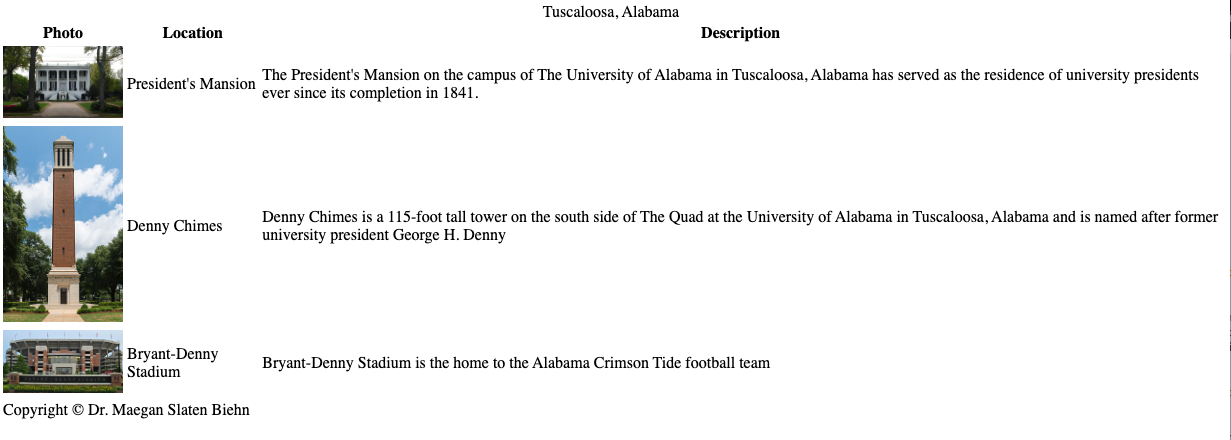 Tuscaloosa, Alabama
Photo Location Description
President's Mansion
The President's Mansion on the campus of The University of Alabama in Tuscaloosa, Alabama has served as the residence of university presidents
ever since its completion in 1841.
Denny Chimes
Denny Chimes is a 115-foot tall tower on the south side of The Quad at the University of Alabama in Tuscaloosa, Alabama and is named after former
university president George H. Denny
Bryant-Denny
Stadium
Bryant-Denny Stadium is the home to the Alabama Crimson Tide football team
Copyright © Dr. Maegan Slaten Biehn